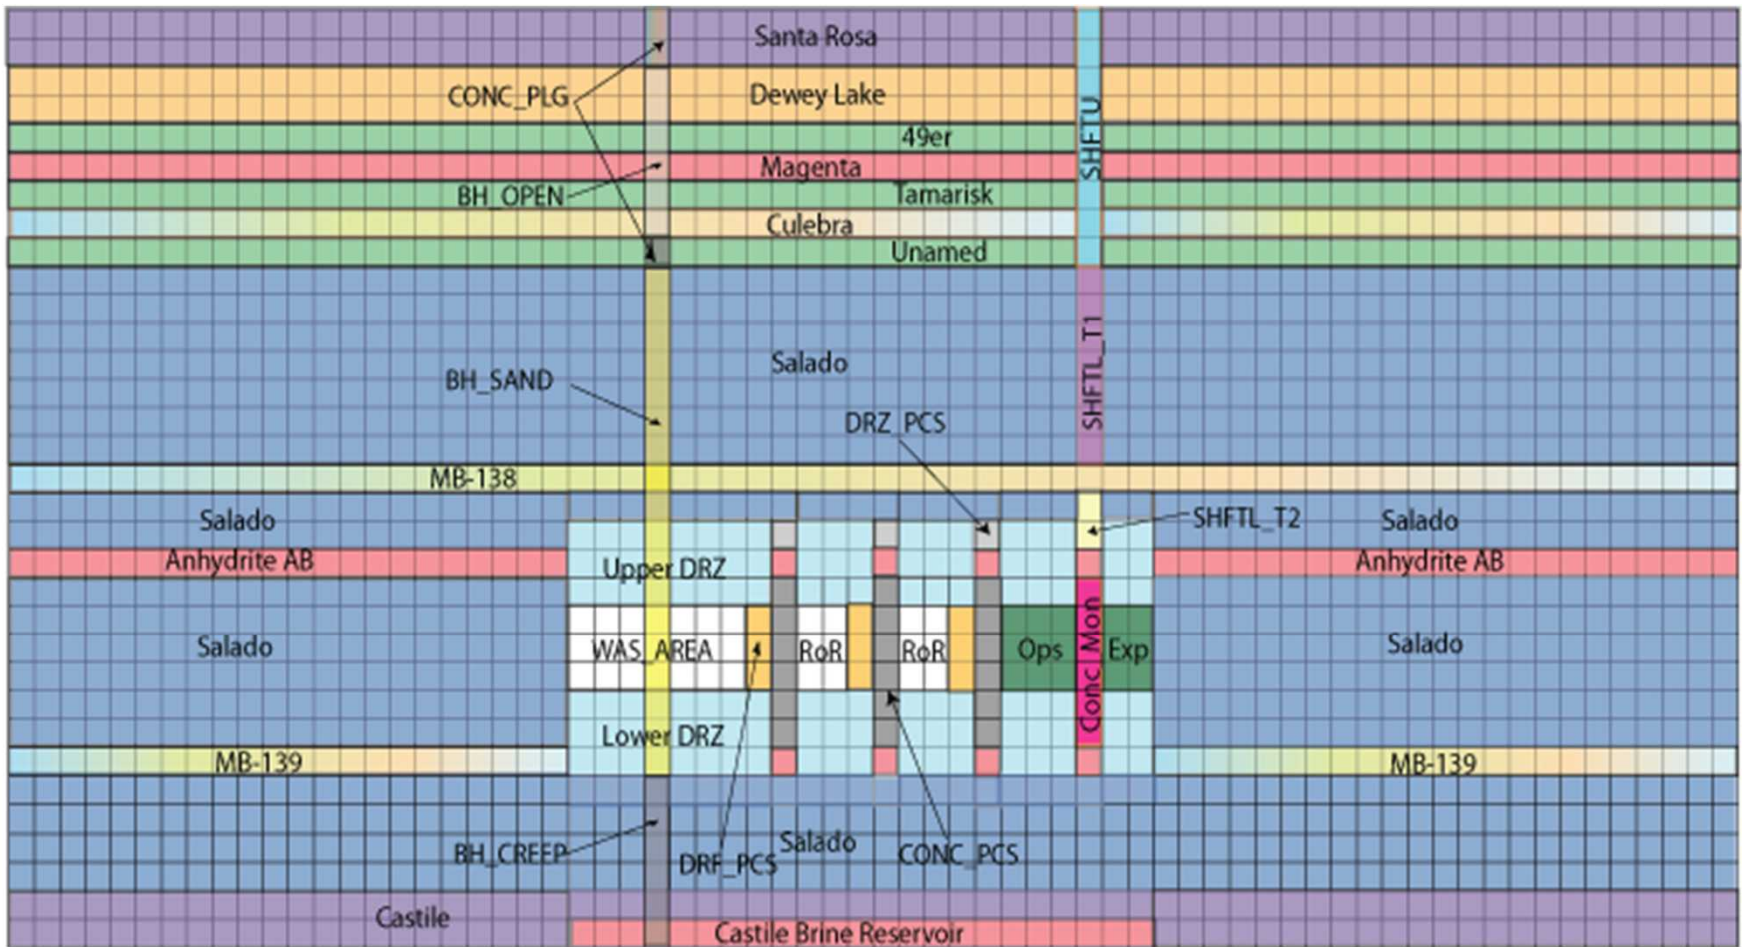 Santa Rosa
CONC_PLG
Dewey Lake
SHFTU
49er
Magenta
BH_OPEN
Tamarisk
Culebra
Unamed
Salado
SHFTL_T1
BH_SAND
DRZ_PCS
MB-138
Salado
SHFTL_T2
Salado
Anhydrite AB
Upper DRZ
Anhydrite AB
Salado
WAS_AREA
RoR
RoR
Ops
Conc Mon
Exp
Salado
Lower DRZ
MB-139
MB-139
BH_CREEP
DRF_PCS
Salado
CONC_PCS
Castile
Castile Brine Reservoir